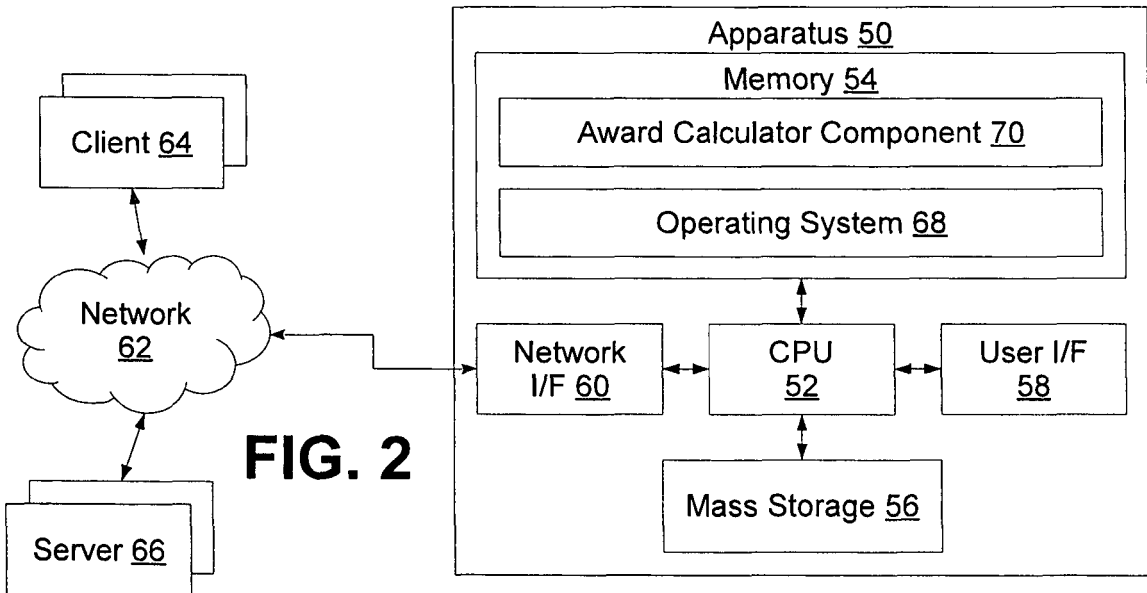 Apparatus 50
Memory 54
Award Calculator Component 70
Operating System 68
Client 64
Network
62
Network
I/F 60
CPU
52
User I/F
58
FIG. 2
Mass Storage 56
Server 66